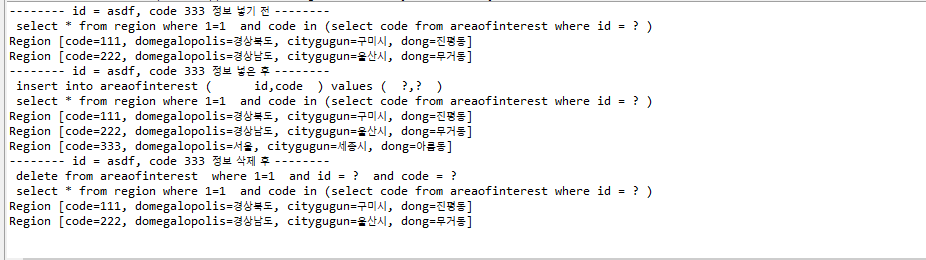 -------- id = asdf, code 333 정보 넣기 전 --------
 select * from region where 1=1  and code in (select code from areaofinterest where id = ? )
Region [code=111, domegalopolis=경상북도, citygugun=구미시, dong=진평동]
Region [code=222, domegalopolis=경상남도, citygugun=울산시, dong=무거동]
-------- id = asdf, code 333 정보 넣은 후 --------
 insert into areaofinterest (      id,code  ) values (  ?,?  )
 select * from region where 1=1  and code in (select code from areaofinterest where id = ? )
Region [code=111, domegalopolis=경상북도, citygugun=구미시, dong=진평동]
Region [code=222, domegalopolis=경상남도, citygugun=울산시, dong=무거동]
Region [code=333, domegalopolis=서울, citygugun=세종시, dong=아름동]
-------- id = asdf, code 333 정보 삭제 후 --------
 delete from areaofinterest  where 1=1  and id = ?  and code = ?
 select * from region where 1=1  and code in (select code from areaofinterest where id = ? )
Region [code=111, domegalopolis=경상북도, citygugun=구미시, dong=진평동]
Region [code=222, domegalopolis=경상남도, citygugun=울산시, dong=무거동]